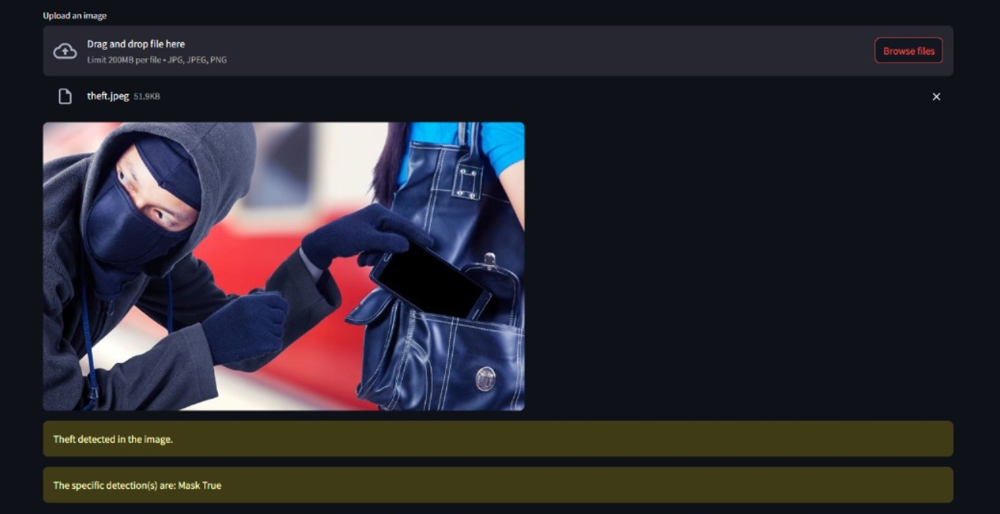 Upload an image
Drag and drop file here
Limit 200MB per file • JPG, JPEG, PNG
Browse files
theft.jpeg 51.9KB
Theft detected in the image.
The specific detection(s) are: Mask True